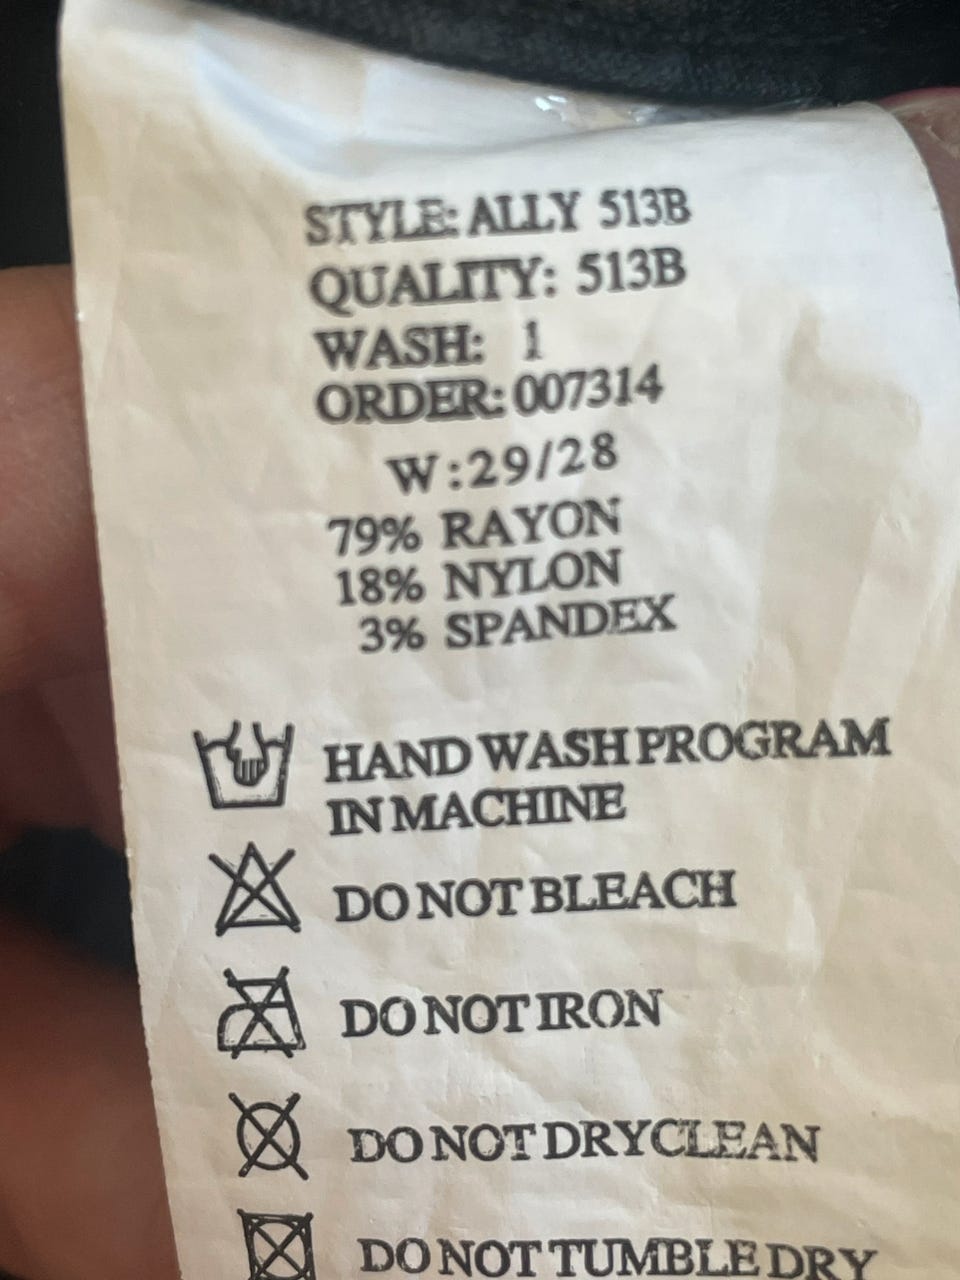 STYLE: ALLY 513B
QUALITY: 513B
WASH: 1
ORDER: 007314
W:29/28
79% RAYON
18% NYLON
3% SPANDEX
HAND WASH PROGRAM
IN MACHINE
DO NOT BLEACH
DO NOT IRON
DO NOT DRYCLEAN
DO NOT TUMBLE DRY